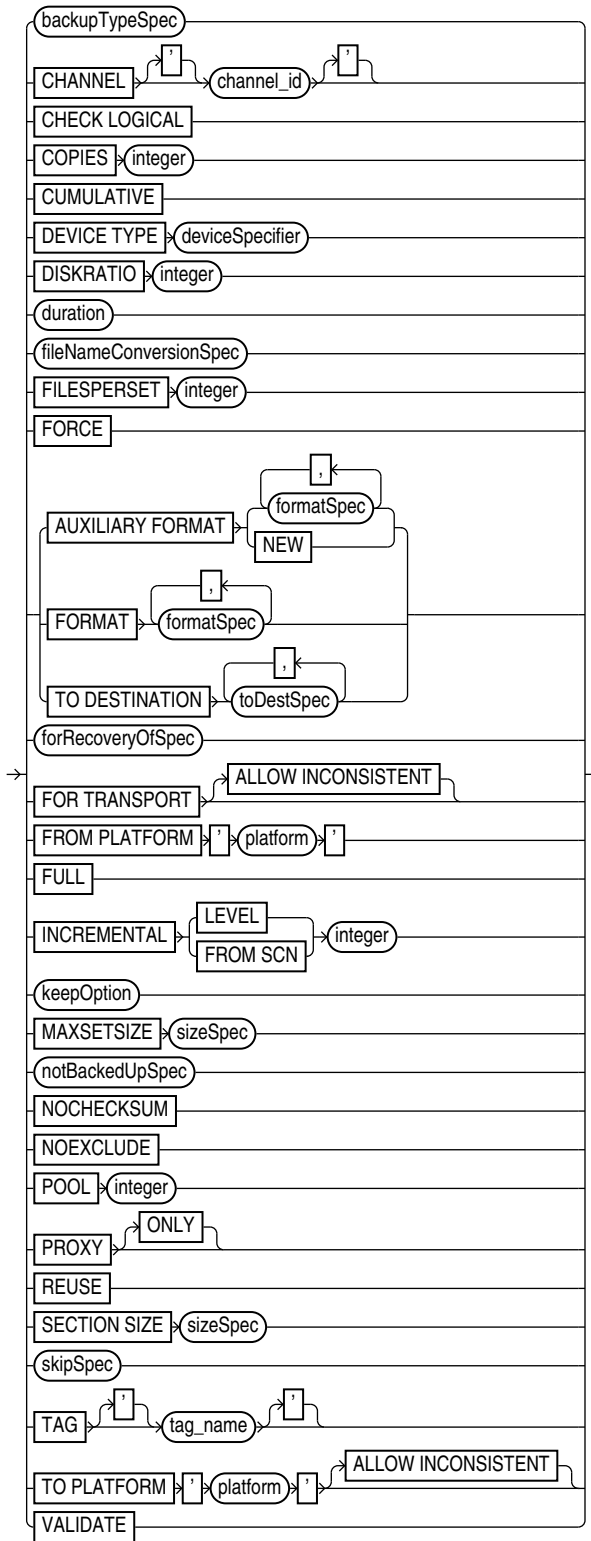 backupTypeSpec
CHANNEL ' channel_id '
CHECK LOGICAL
COPIES integer
CUMULATIVE
DEVICE TYPE deviceSpecifier
DISKRATIO integer
duration
fileNameConversionSpec
FILESPERSET integer
FORCE
,
AUXILIARY FORMAT formatSpec
NEW
,
FORMAT formatSpec
,
TO DESTINATION toDestSpec
forRecoveryOfSpec
ALLOW INCONSISTENT
FOR TRANSPORT
FROM PLATFORM ' platform '
FULL
LEVEL
INCREMENTAL integer
FROM SCN
keepOption
MAXSETSIZE sizeSpec
notBackedUpSpec
NOCHECKSUM
NOEXCLUDE
POOL integer
ONLY
PROXY
REUSE
SECTION SIZE sizeSpec
skipSpec
TAG ' tag_name '
ALLOW INCONSISTENT
TO PLATFORM ' platform '
VALIDATE